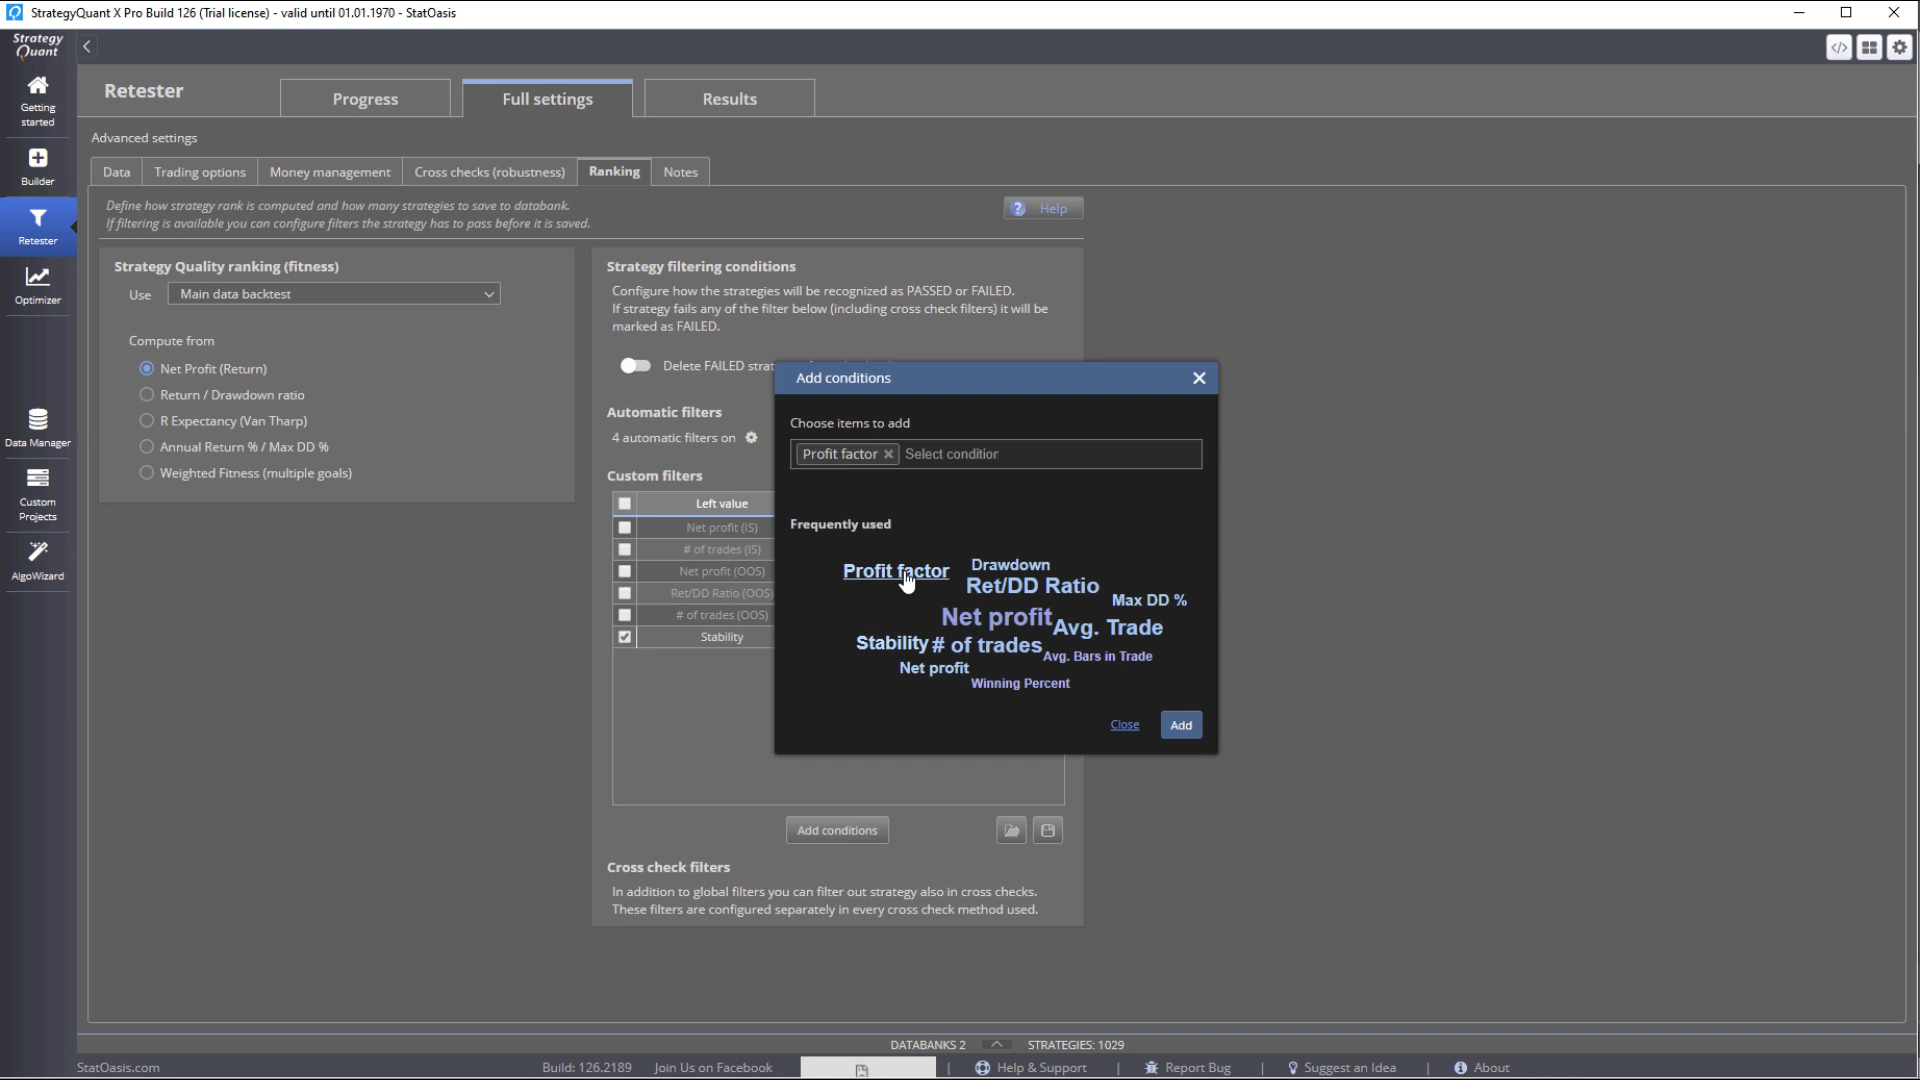 StrategyQuant X Pro Build 126 (Trial license) - valid until 01.01.1970 - StatOasis
Strategy
Quant
Getting
started
Builder
Retester
Optimizer
Data Manager
Custom
Projects
AlgoWizard
Retester
Progress
Full settings
Results
Advanced settings
Data
Trading options
Money management
Cross checks (robustness)
Ranking
Notes
Define how strategy rank is computed and how many strategies to save to databank.
If filtering is available you can configure filters the strategy has to pass before it is saved.
? Help
Strategy Quality ranking (fitness)
Use
Main data backtest
Compute from
Net Profit (Return)
Return / Drawdown ratio
R Expectancy (Van Tharp)
Annual Return % / Max DD %
Weighted Fitness (multiple goals)
Strategy filtering conditions
Configure how the strategies will be recognized as PASSED or FAILED.
If strategy fails any of the filter below (including cross check filters) it will be
marked as FAILED.
Delete FAILED strat
Automatic filters
4 automatic filters on
Custom filters
Left value
Net profit (IS)
# of trades (IS)
Net profit (OOS)
Ret/DD Ratio (OOS)
# of trades (OOS)
Stability
Add conditions
Choose items to add
Profit factor
Select condition
Frequently used
Profit factor
Drawdown
Ret/DD Ratio
Max DD %
Net profit
Avg. Trade
Stability
# of trades
Avg. Bars in Trade
Net profit
Winning Percent
Close
Add
Add conditions
Cross check filters
In addition to global filters you can filter out strategy also in cross checks.
These filters are configured separately in every cross check method used.
DATABANKS 2
STRATEGIES: 1029
StatOasis.com
Build: 126.2189
Join Us on Facebook
Help & Support
Report Bug
Suggest an Idea
About